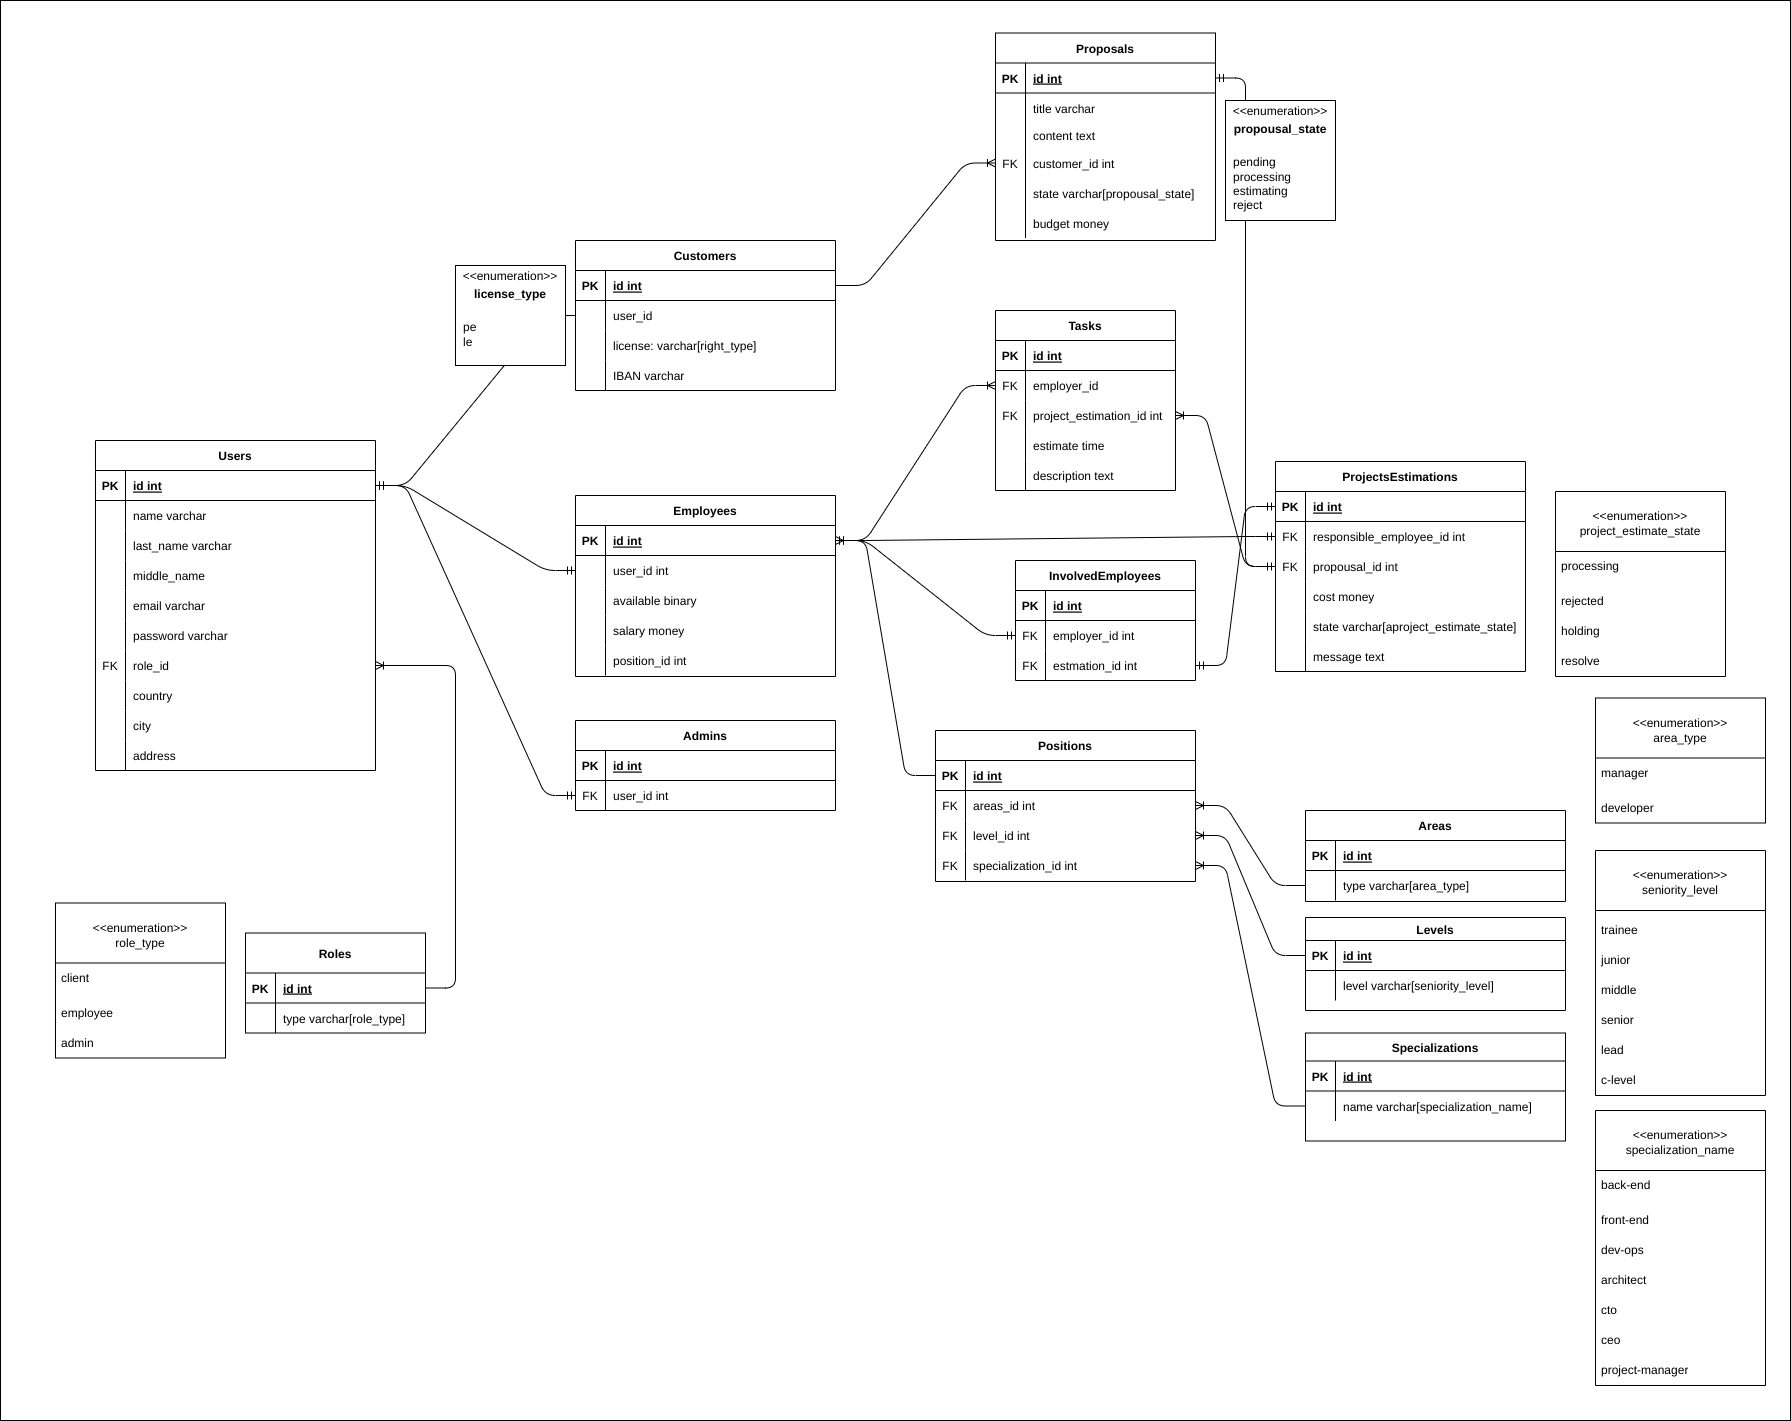 Proposals
PK id int
title varchar
content text
FK customer_id int
state varchar[propousal_state]
budget money
<<enumeration>>
propousal_state
pending
processing
estimating
reject
Customers
PK id int
user_id
license: varchar[right_type]
IBAN varchar
<<enumeration>>
license_type
pe
le
Tasks
PK id int
FK employer_id
FK project_estimation_id int
estimate time
description text
Users
PK id int
name varchar
last_name varchar
middle_name
email varchar
password varchar
FK role_id
country
city
address
Employees
PK id int
user_id int
available binary
salary money
position_id int
ProjectsEstimations
PK id int
FK responsible_employee_id int
FK propousal_id int
cost money
state varchar[aproject_estimate_state]
message text
<<enumeration>>
project_estimate_state
processing
rejected
holding
resolve
InvolvedEmployees
PK id int
FK employer_id int
FK estmation_id int
Admins
PK id int
FK user_id int
Positions
PK id int
FK areas_id int
FK level_id int
FK specialization_id int
<<enumeration>>
area_type
manager
developer
Areas
PK id int
type varchar[area_type]
Levels
PK id int
level varchar[seniority_level]
<<enumeration>>
seniority_level
trainee
junior
middle
senior
lead
c-level
<<enumeration>>
role_type
client
employee
admin
Roles
PK id int
type varchar[role_type]
Specializations
PK id int
name varchar[specialization_name]
<<enumeration>>
specialization_name
back-end
front-end
dev-ops
architect
cto
ceo
project-manager